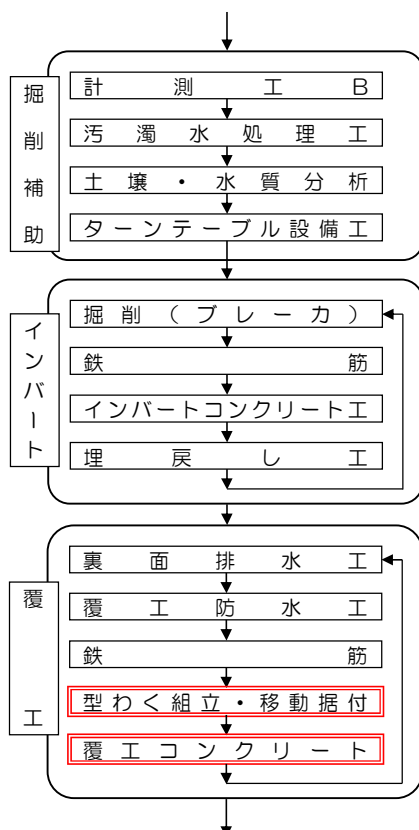 掘削補助
計測工B
汚濁水処理工
土壌・水質分析
ターンテーブル設備工
インバート
掘削（ブレーカ）
鉄筋
インバートコンクリート工
埋戻し工
覆工
裏面排水工
覆工防水工
鉄筋
型わく組立・移動据付
覆工コンクリート